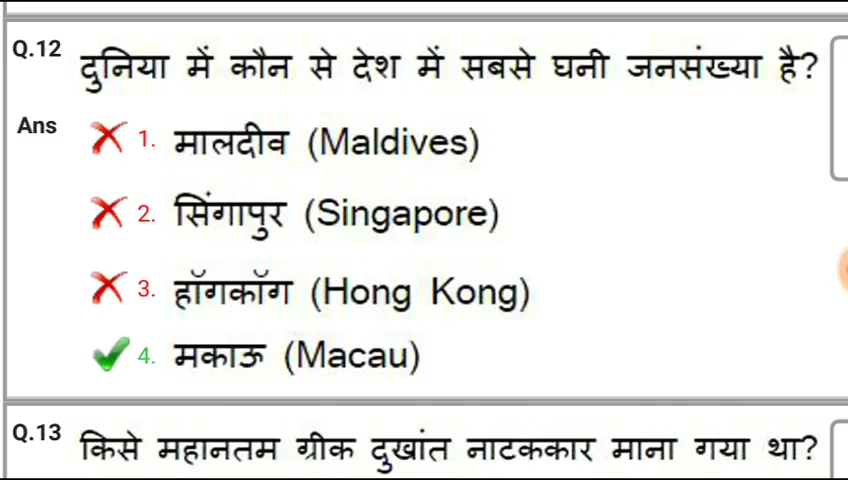 Q.12 दुनिया में कौन से देश में सबसे घनी जनसंख्या है?
Ans 1. मालदीव (Maldives)
2. सिंगापुर (Singapore)
3. हॉगकॉग (Hong Kong)
4. मकाऊ (Macau)
Q.13 किसे महानतम ग्रीक दुखांत नाटककार माना गया था?